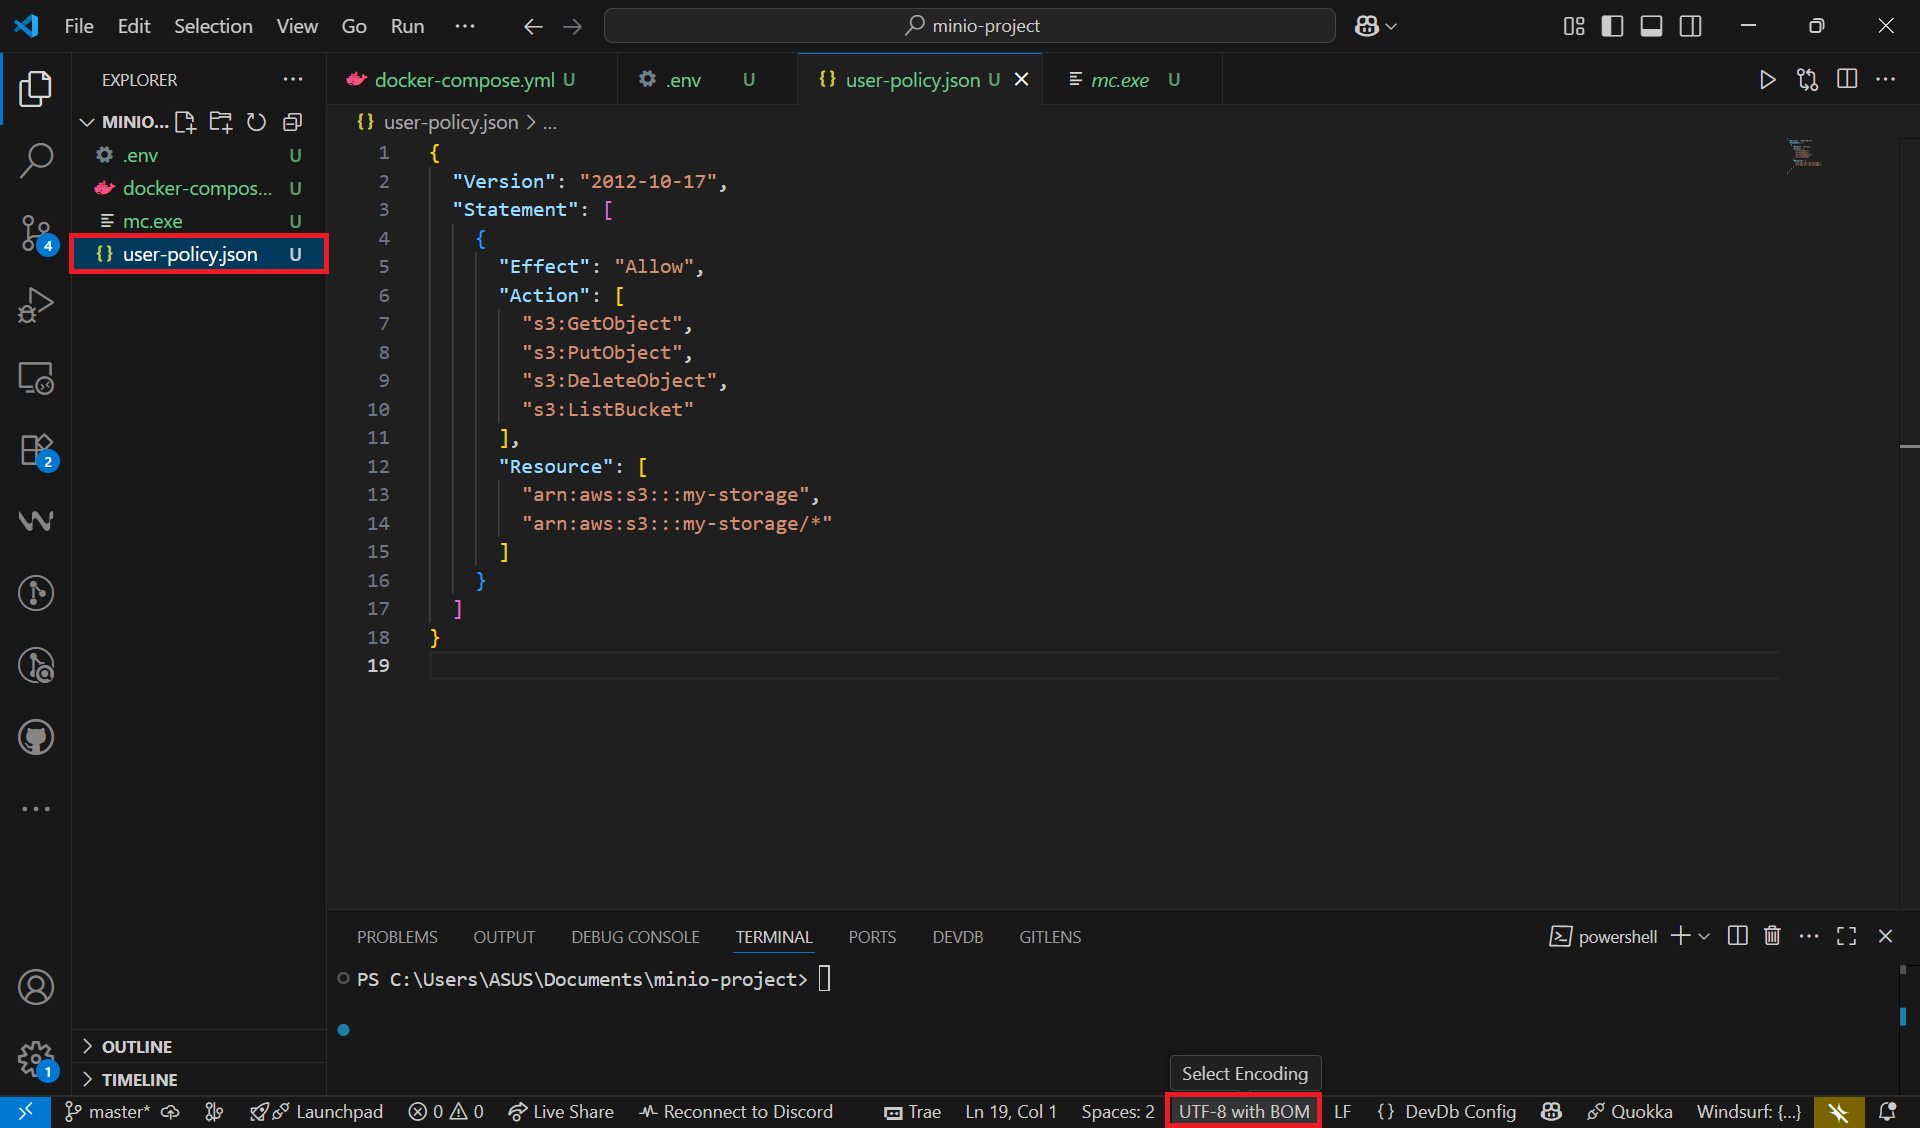 File Edit Selection View Go Run ··· minio-project
EXPLORER ···
MINIO...
.env U
docker-compos... U
mc.exe U
{} user-policy.json U
docker-compose.yml U .env U {} user-policy.json U mc.exe U
{} user-policy.json > ...
1 {
2 "Version": "2012-10-17",
3 "Statement": [
4 {
5 "Effect": "Allow",
6 "Action": [
7 "s3:GetObject",
8 "s3:PutObject",
9 "s3:DeleteObject",
10 "s3:ListBucket"
11 ],
12 "Resource": [
13 "arn:aws:s3:::my-storage",
14 "arn:aws:s3:::my-storage/*"
15 ]
16 }
17 ]
18 }
19
4
2
1
OUTLINE
TIMELINE
PROBLEMS OUTPUT DEBUG CONSOLE TERMINAL PORTS DEVDB GITLENS powershell
PS C:\Users\ASUS\Documents\minio-project>
Select Encoding
master* Launchpad 0 0 Live Share Reconnect to Discord Trae Ln 19, Col 1 Spaces: 2 UTF-8 with BOM LF {} DevDb Config Quokka Windsurf: {...}